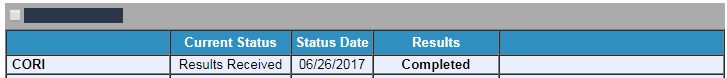 Current Status Status Date Results
CORI Results Received 06/26/2017 Completed